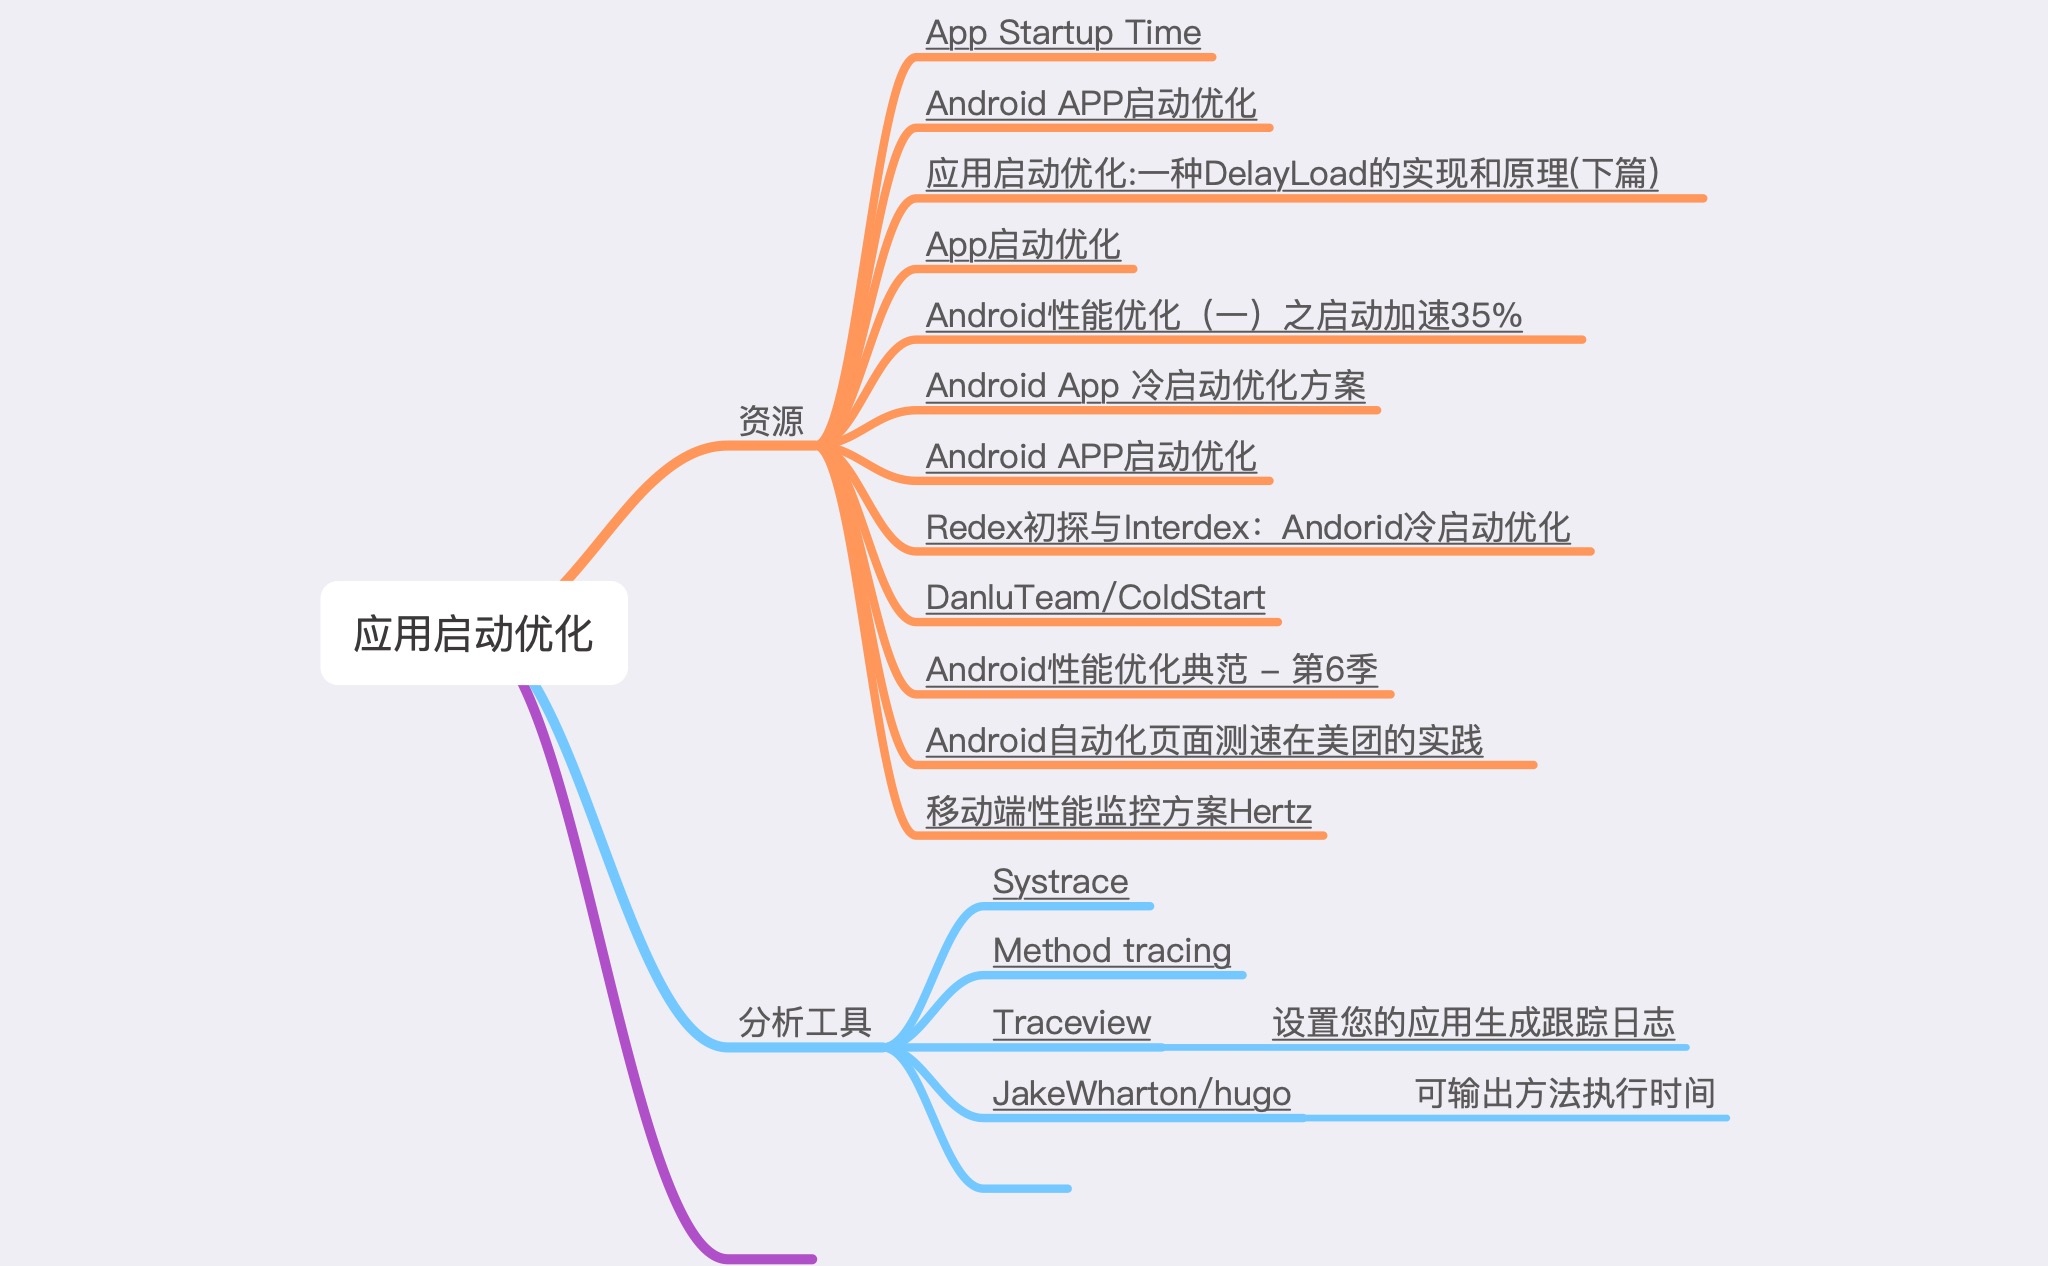 App Startup Time
Android APP启动优化
应用启动优化:一种DelayLoad的实现和原理(下篇)
App启动优化
Android性能优化（一）之启动加速35%
Android App 冷启动优化方案
资源
Android APP启动优化
Redex初探与Interdex：Andorid冷启动优化
DanluTeam/ColdStart
应用启动优化
Android性能优化典范 – 第6季
Android自动化页面测速在美团的实践
移动端性能监控方案Hertz
Systrace
Method tracing
分析工具
Traceview
设置您的应用生成跟踪日志
JakeWharton/hugo
可输出方法执行时间